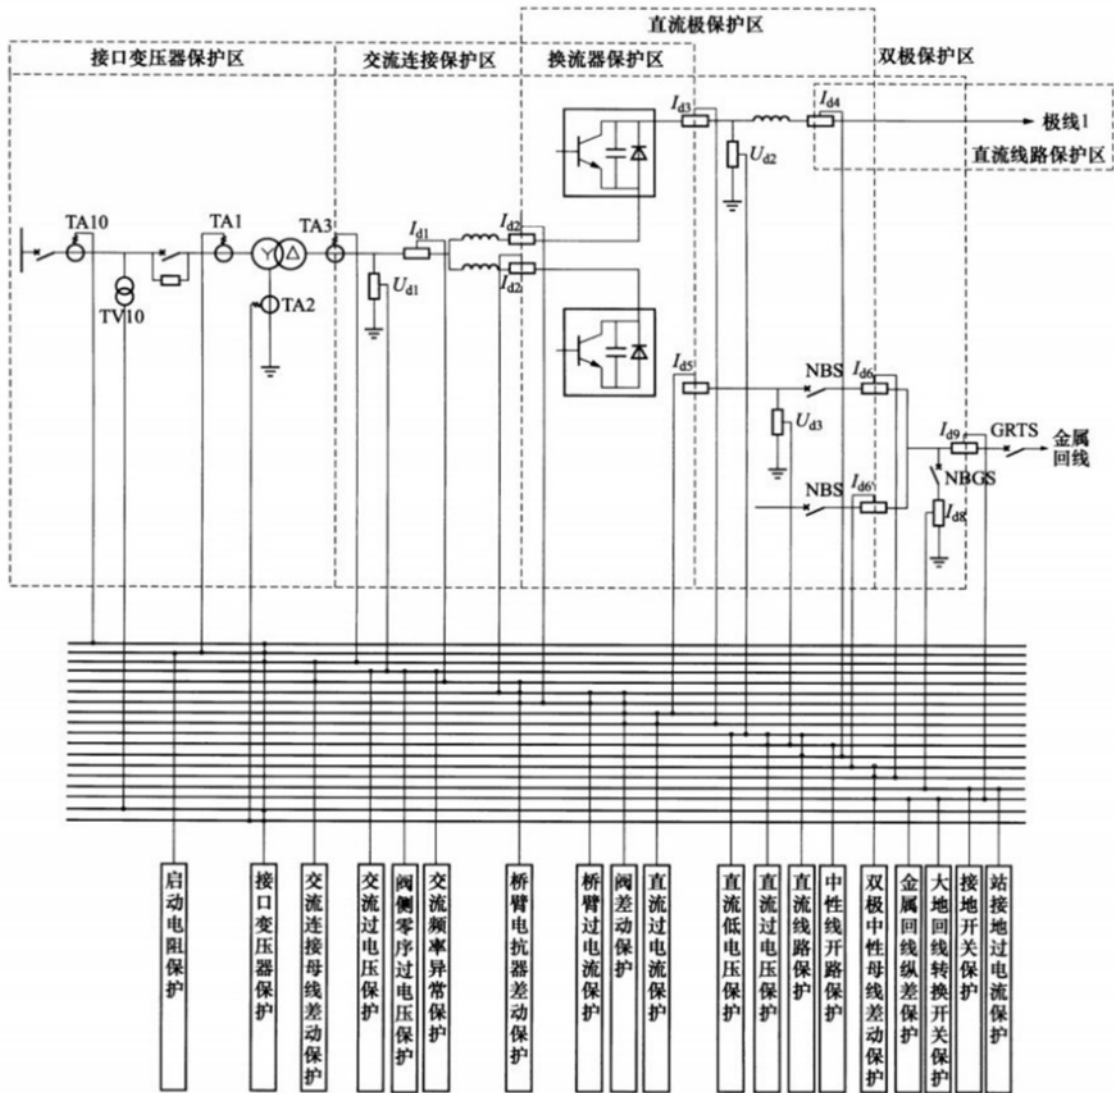 直流极保护区
接口变压器保护区
交流连接保护区
换流器保护区
双极保护区
Id3
Id4
极线1
Ud2
直流线路保护区
TA10
TA1
TA3
Id1
Id2
Id2
Ud1
TV10
TA2
Id5
NBS
Id6
Ud3
Id9
GRTS
金属
回线
NBS
Id6'
NBGS
Id8
启动电阻保护
接口变压器保护
交流连接母线差动保护
交流过电压保护
阀侧零序过电压保护
交流频率异常保护
桥臂电抗器差动保护
桥臂过电流保护
阀差动保护
直流过电流保护
直流低电压保护
直流过电压保护
直流线路保护
中性线开路保护
双极中性母线差动保护
金属回线纵差保护
大地回线转换开关保护
接地开关保护
站接地过电流保护